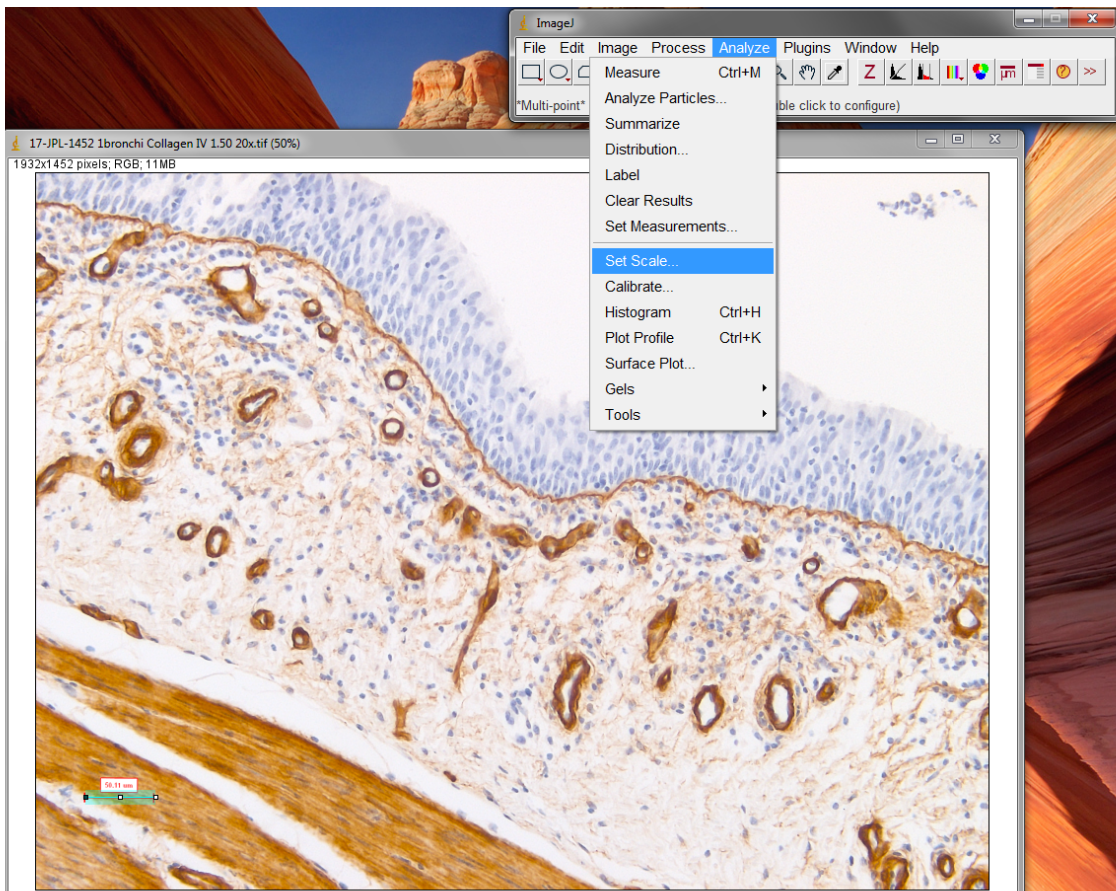 ImageJ
File Edit Image Process Analyze Plugins Window Help
*Multi-point*
ble click to configure)
Measure Ctrl+M
Analyze Particles...
Summarize
Distribution...
Label
Clear Results
Set Measurements...
Set Scale...
Calibrate...
Histogram Ctrl+H
Plot Profile Ctrl+K
Surface Plot...
Gels
Tools
17-JPL-1452 1bronchi Collagen IV 1.50 20x.tif (50%)
1932x1452 pixels; RGB; 11MB